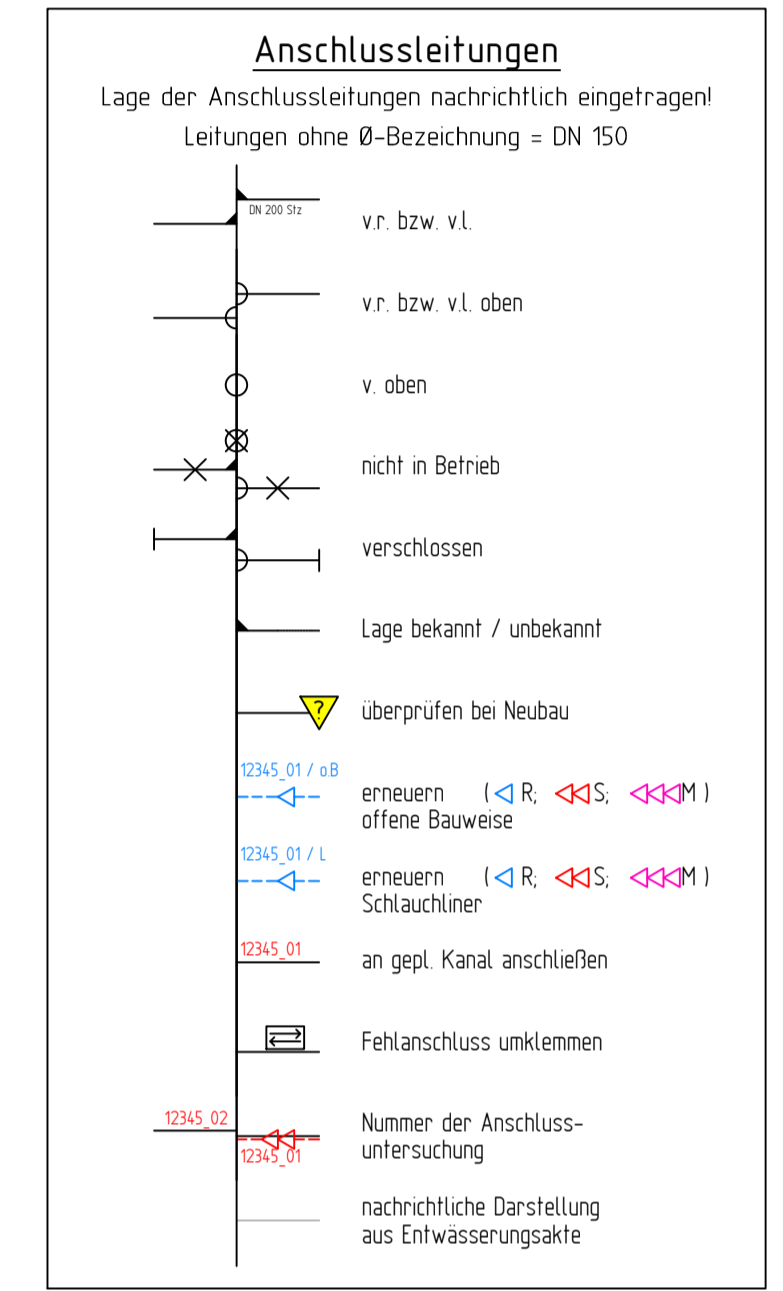 Anschlussleitungen
Lage der Anschlussleitungen nachrichtlich eingetragen!
Leitungen ohne Ø-Bezeichnung = DN 150
DN 200 Stz
v.r. bzw. v.l.
v.r. bzw. v.l. oben
v. oben
nicht in Betrieb
verschlossen
Lage bekannt / unbekannt
?
überprüfen bei Neubau
12345_01 / o.B
erneuern ( R; S; M )
offene Bauweise
12345_01 / L
erneuern ( R; S; M )
Schlauchliner
12345_01
an gepl. Kanal anschließen
Fehlanschluss umklemmen
12345_02
12345_01
Nummer der Anschluss-
untersuchung
nachrichtliche Darstellung
aus Entwässerungsakte